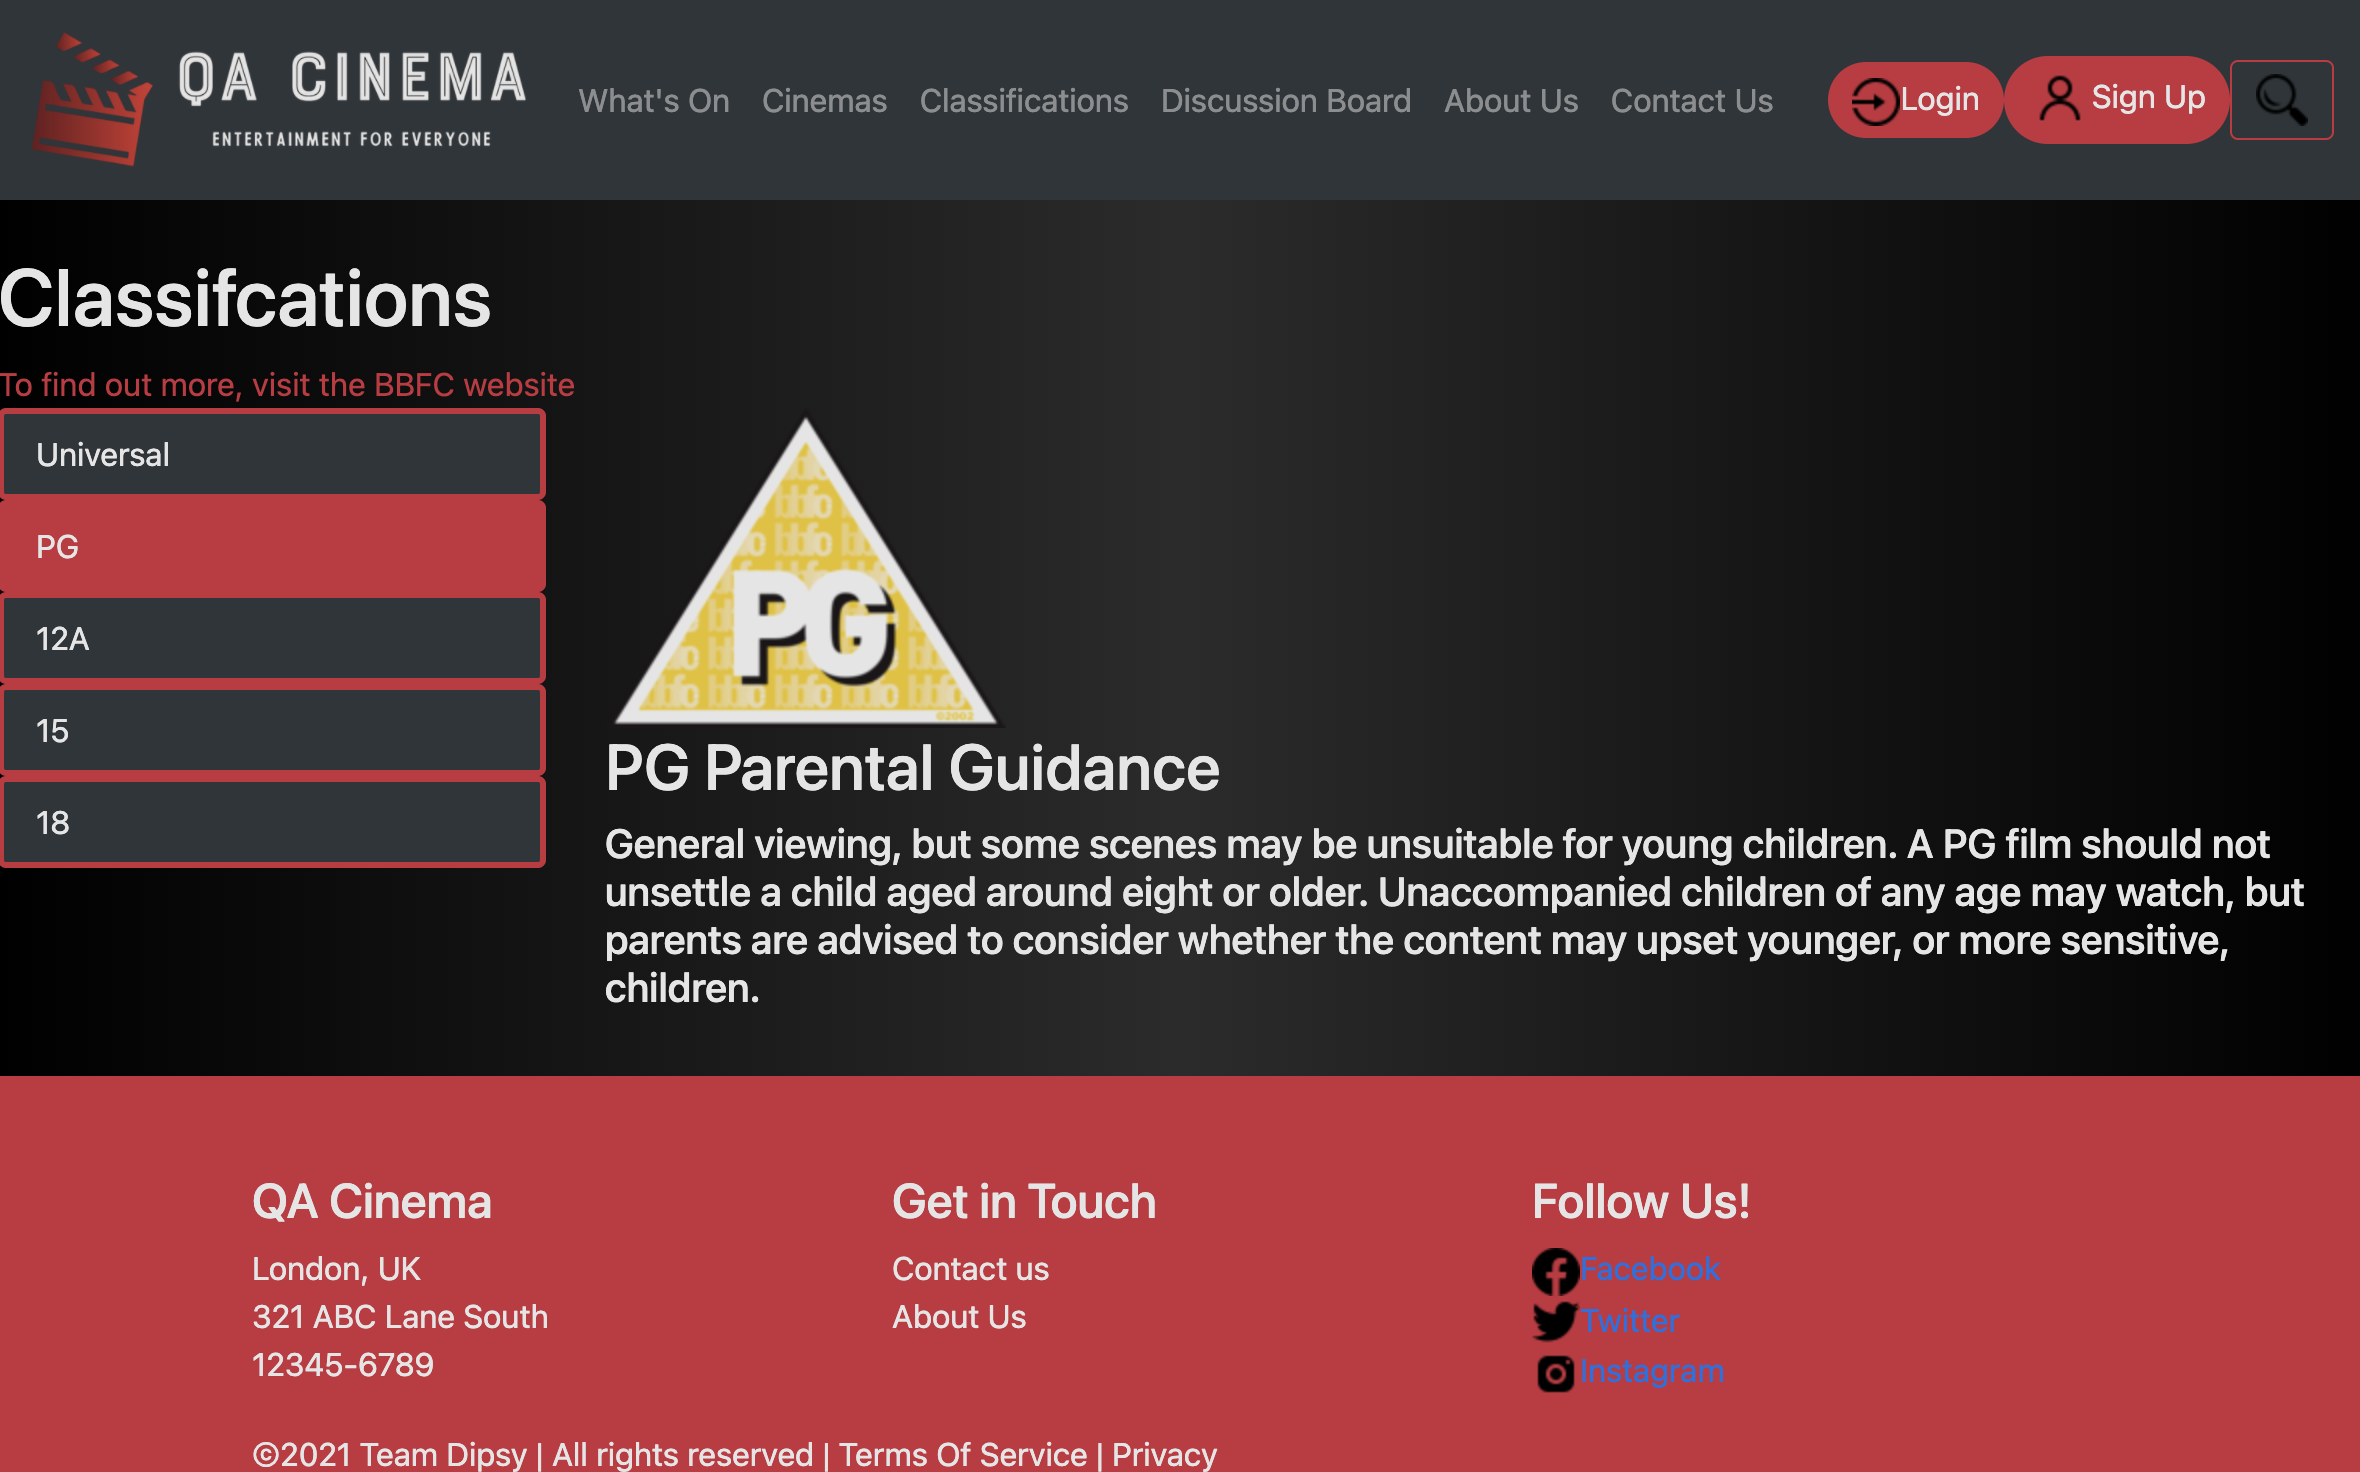 QA CINEMA
ENTERTAINMENT FOR EVERYONE
What's On Cinemas Classifications Discussion Board About Us Contact Us Login Sign Up
Classifcations
To find out more, visit the BBFC website
Universal
PG
12A
15
18
PG
©2002
PG Parental Guidance
General viewing, but some scenes may be unsuitable for young children. A PG film should not
unsettle a child aged around eight or older. Unaccompanied children of any age may watch, but
parents are advised to consider whether the content may upset younger, or more sensitive,
children.
QA Cinema
London, UK
321 ABC Lane South
12345-6789
Get in Touch
Contact us
About Us
Follow Us!
Facebook
Twitter
Instagram
©2021 Team Dipsy | All rights reserved | Terms Of Service | Privacy